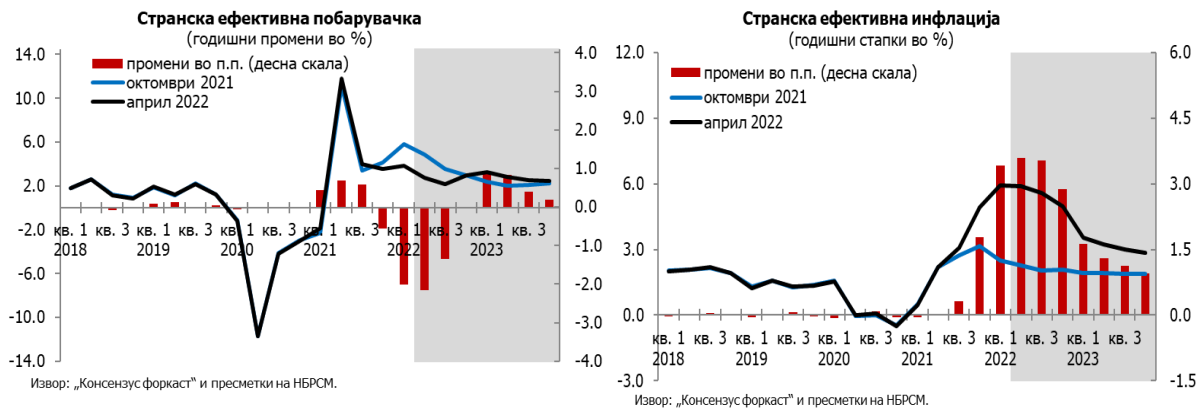 Странска ефективна побарувачка
(годишни промени во %)
14.0
10.0
6.0
2.0
-2.0
-6.0
-10.0
-14.0
4.0
3.0
2.0
1.0
0.0
-1.0
-2.0
-3.0
-4.0
промени во п.п. (десна скала)
октомври 2021
април 2022
кв. 1 кв. 3 кв. 1 кв. 3 кв. 1 кв. 3 кв. 1 кв. 3 кв. 1 кв. 3 кв. 1 кв. 3
2018 2019 2020 2021 2022 2023
Извор: „Консензус форкаст“ и пресметки на НБРСМ.
Странска ефективна инфлација
(годишни стапки во %)
12.0
9.0
6.0
3.0
0.0
-3.0
6.0
4.5
3.0
1.5
0.0
-1.5
промени во п.п. (десна скала)
октомври 2021
април 2022
кв. 1 кв. 3 кв. 1 кв. 3 кв. 1 кв. 3 кв. 1 кв. 3 кв. 1 кв. 3 кв. 1 кв. 3
2018 2019 2020 2021 2022 2023
Извор: „Консензус форкаст“ и пресметки на НБРСМ.